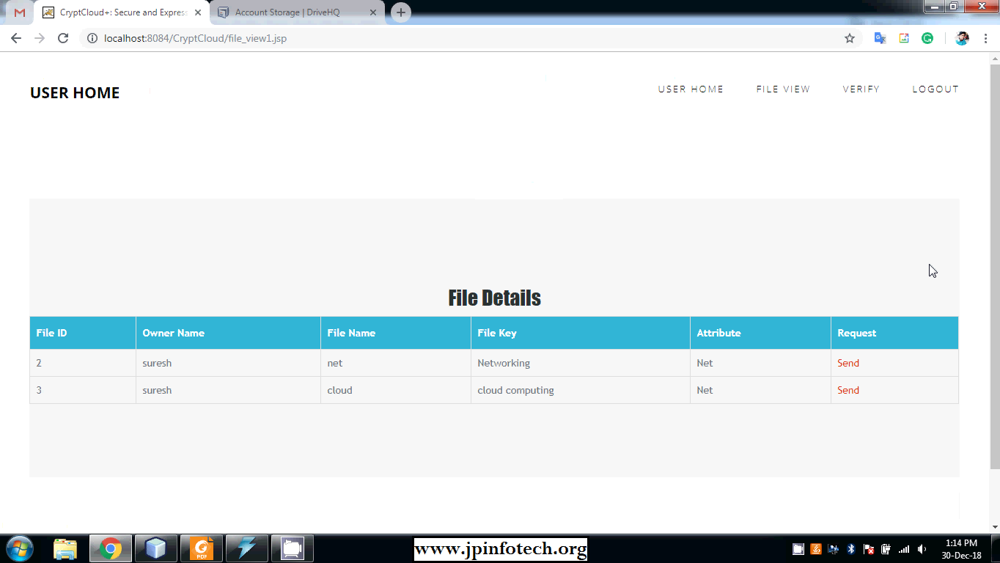 CryptCloud+: Secure and Express
Account Storage | DriveHQ
localhost:8084/CryptCloud/file_view1.jsp
USER HOME
USER HOME FILE VIEW VERIFY LOGOUT
File Details
File ID Owner Name File Name File Key Attribute Request
2 suresh net Networking Net Send
3 suresh cloud cloud computing Net Send
PDF
www.jpinfotech.org
1:14 PM
30-Dec-18